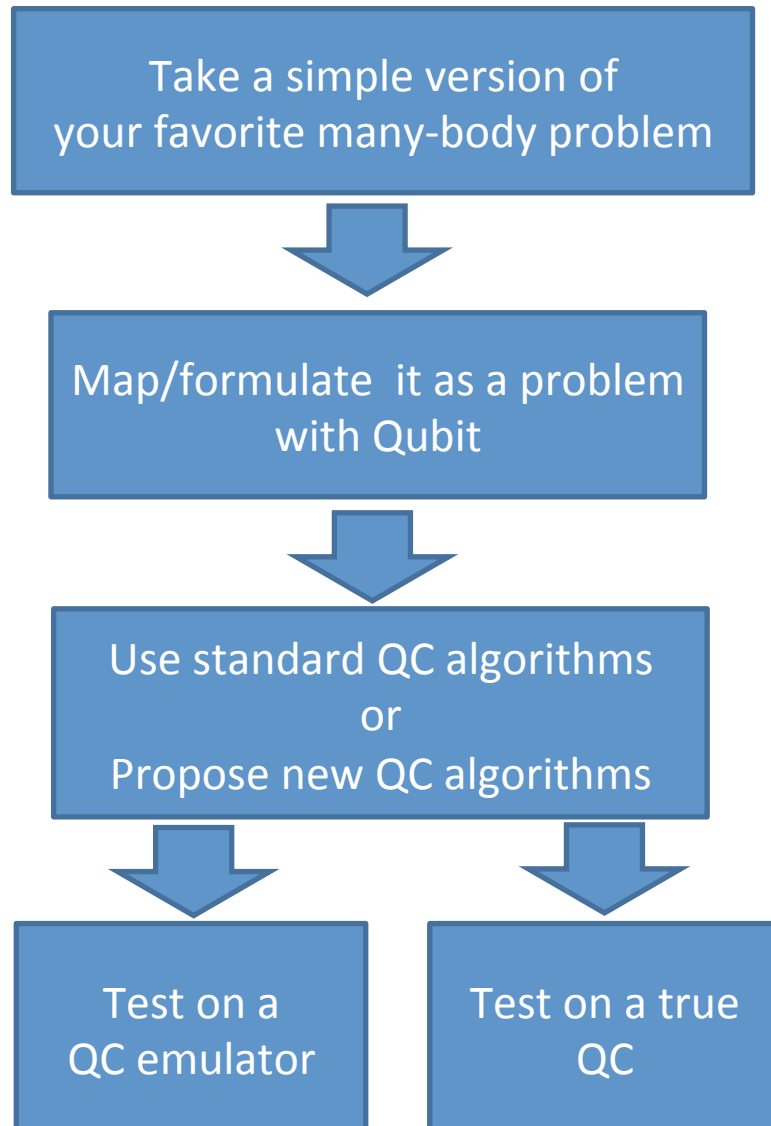 Take a simple version of
your favorite many-body problem
Map/formulate  it as a problem
with Qubit
Use standard QC algorithms
or
Propose new QC algorithms
Test on a
QC emulator
Test on a true
QC